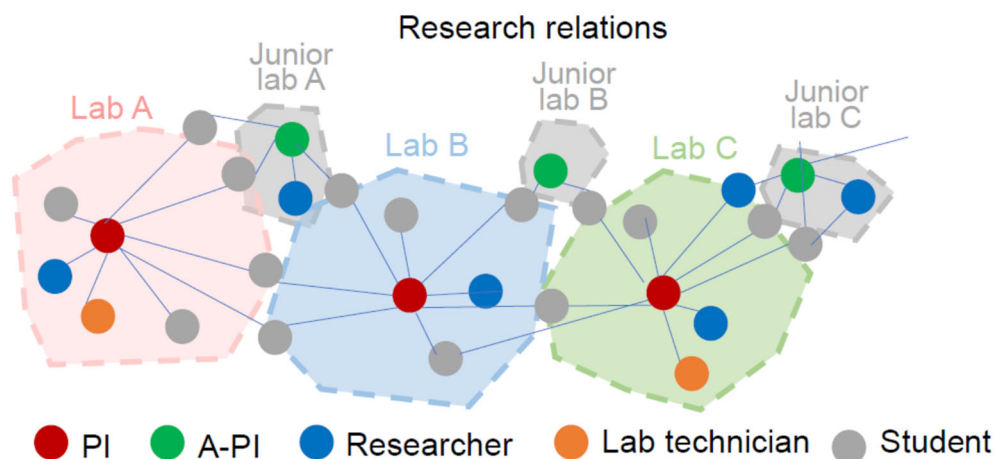 Research relations
Junior
lab A
Junior
lab B
Junior
lab C
Lab A
Lab B
Lab C
PI
A-PI
Researcher
Lab technician
Student